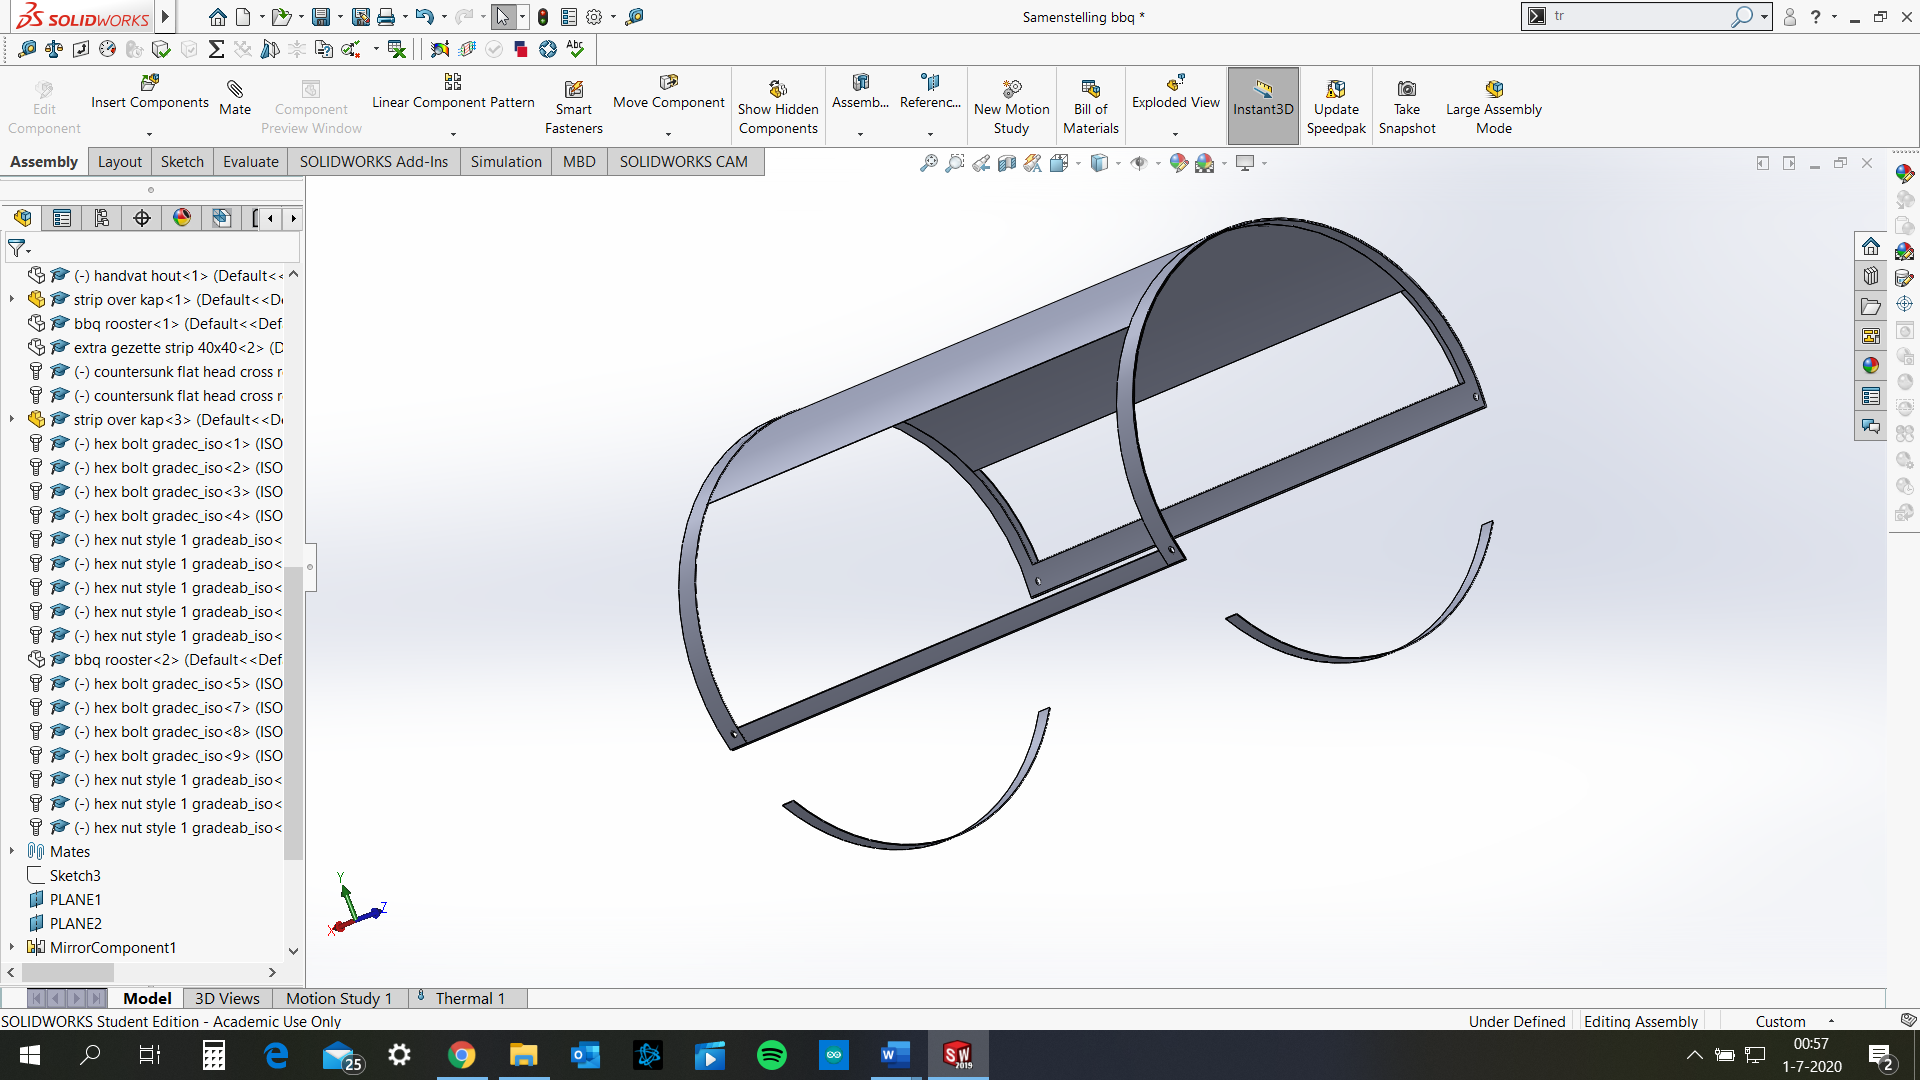 SOLIDWORKS
Samenstelling bbq *
tr
Edit Component
Insert Components
Mate
Component Preview Window
Linear Component Pattern
Smart Fasteners
Move Component
Show Hidden Components
Assemb...
Referenc...
New Motion Study
Bill of Materials
Exploded View
Instant3D
Update Speedpak
Take Snapshot
Large Assembly Mode
Assembly
Layout
Sketch
Evaluate
SOLIDWORKS Add-Ins
Simulation
MBD
SOLIDWORKS CAM
(-) handvat hout<1> (Default<<
strip over kap<1> (Default<<De
bbq rooster<1> (Default<<Def
extra gezette strip 40x40<2> (D
(-) countersunk flat head cross r
(-) countersunk flat head cross r
strip over kap<3> (Default<<De
(-) hex bolt gradec_iso<1> (ISO
(-) hex bolt gradec_iso<2> (ISO
(-) hex bolt gradec_iso<3> (ISO
(-) hex bolt gradec_iso<4> (ISO
(-) hex nut style 1 gradeab_iso<
(-) hex nut style 1 gradeab_iso<
(-) hex nut style 1 gradeab_iso<
(-) hex nut style 1 gradeab_iso<
(-) hex nut style 1 gradeab_iso<
bbq rooster<2> (Default<<Def
(-) hex bolt gradec_iso<5> (ISO
(-) hex bolt gradec_iso<7> (ISO
(-) hex bolt gradec_iso<8> (ISO
(-) hex bolt gradec_iso<9> (ISO
(-) hex nut style 1 gradeab_iso<
(-) hex nut style 1 gradeab_iso<
(-) hex nut style 1 gradeab_iso<
Mates
Sketch3
PLANE1
PLANE2
MirrorComponent1
Y
Z
X
Model
3D Views
Motion Study 1
Thermal 1
SOLIDWORKS Student Edition - Academic Use Only
Under Defined
Editing Assembly
Custom
25
SW 2019
00:57
1-7-2020
2